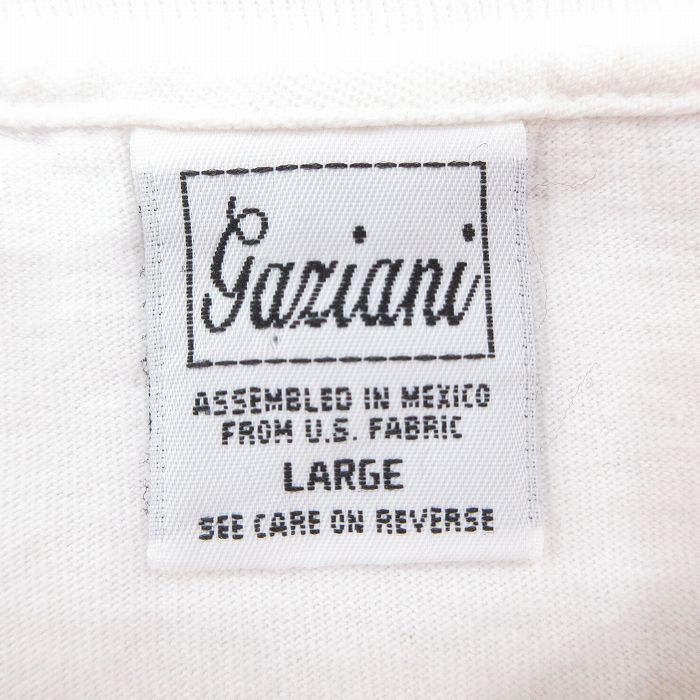 Gaziani
ASSEMBLED IN MEXICO
FROM U.S. FABRIC
LARGE
SEE CARE ON REVERSE